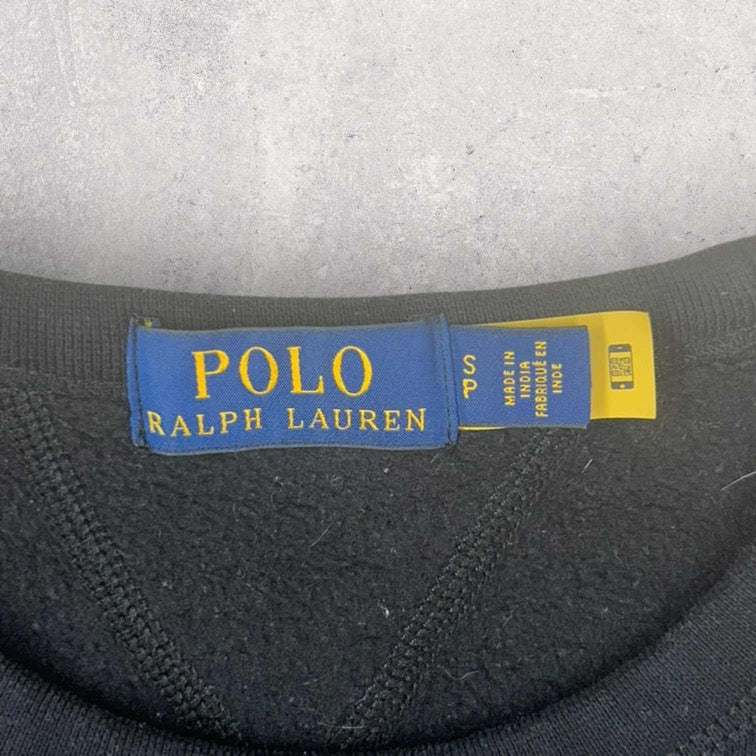 POLO
RALPH LAUREN
S
P
MADE IN
INDIA
FABRIQUÉ EN
INDE